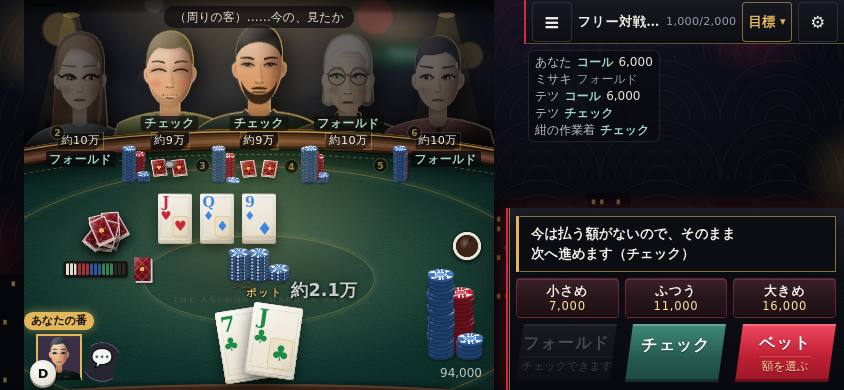 （周りの客）……今の、見たか
フリー対戦… 1,000/2,000
目標 ▾
あなた コール 6,000
ミサキ フォールド
テツ コール 6,000
テツ チェック
紺の作業着 チェック
チェック チェック フォールド
2 約10万 約9万 約9万 約10万 6 約10万
フォールド 3 4 5 フォールド
J Q 9
ポット 約2.1万
あなたの番
7 J
D
94,000
今は払う額がないので、そのまま
次へ進めます（チェック）
小さめ ふつう 大きめ
7,000 11,000 16,000
フォールド チェック ベット
チェックできます 額を選ぶ